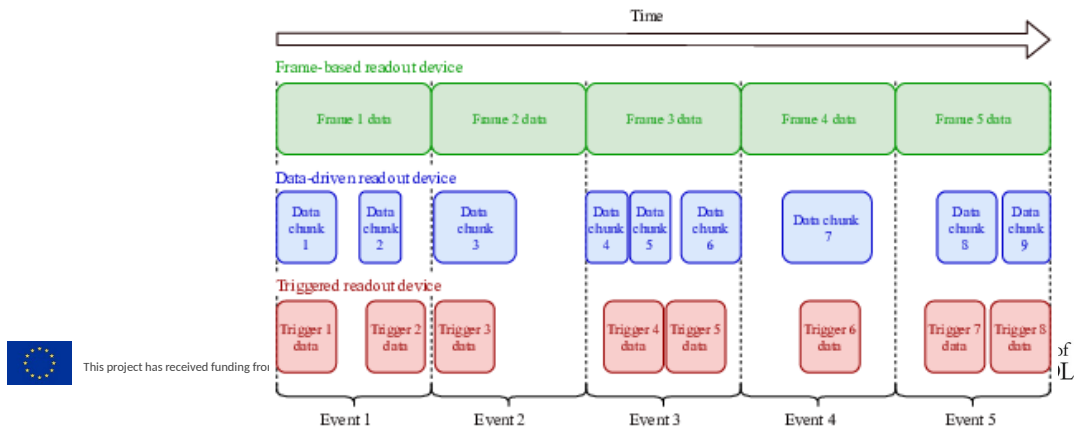 Time
Frame-based readout device
Frame 1 data
Frame 2 data
Frame 3 data
Frame 4 data
Frame 5 data
Data-driven readout device
Data
chunk
1
Data
chunk
2
Data
chunk
3
Data
chunk
4
Data
chunk
5
Data
chunk
6
Data chunk
7
Data
chunk
8
Data
chunk
9
Triggered readout device
Trigger 1
data
Trigger 2
data
Trigger 3
data
Trigger 4
data
Trigger 5
data
Trigger 6
data
Trigger 7
data
Trigger 8
data
This project has received funding
of
Event 1
Event 2
Event 3
Event 4
Event 5